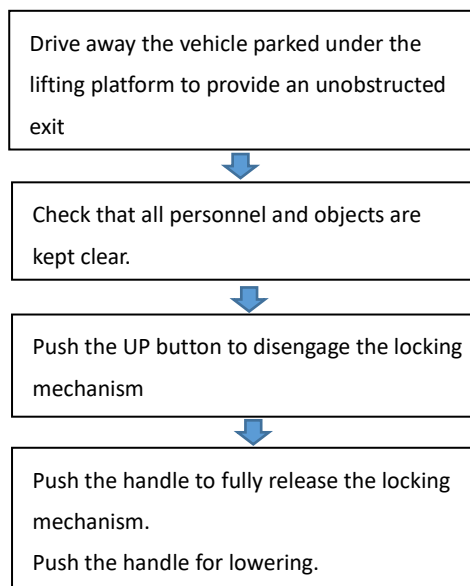 Drive away the vehicle parked under the
lifting platform to provide an unobstructed
exit
Check that all personnel and objects are
kept clear.
Push the UP button to disengage the locking
mechanism
Push the handle to fully release the locking
mechanism.
Push the handle for lowering.